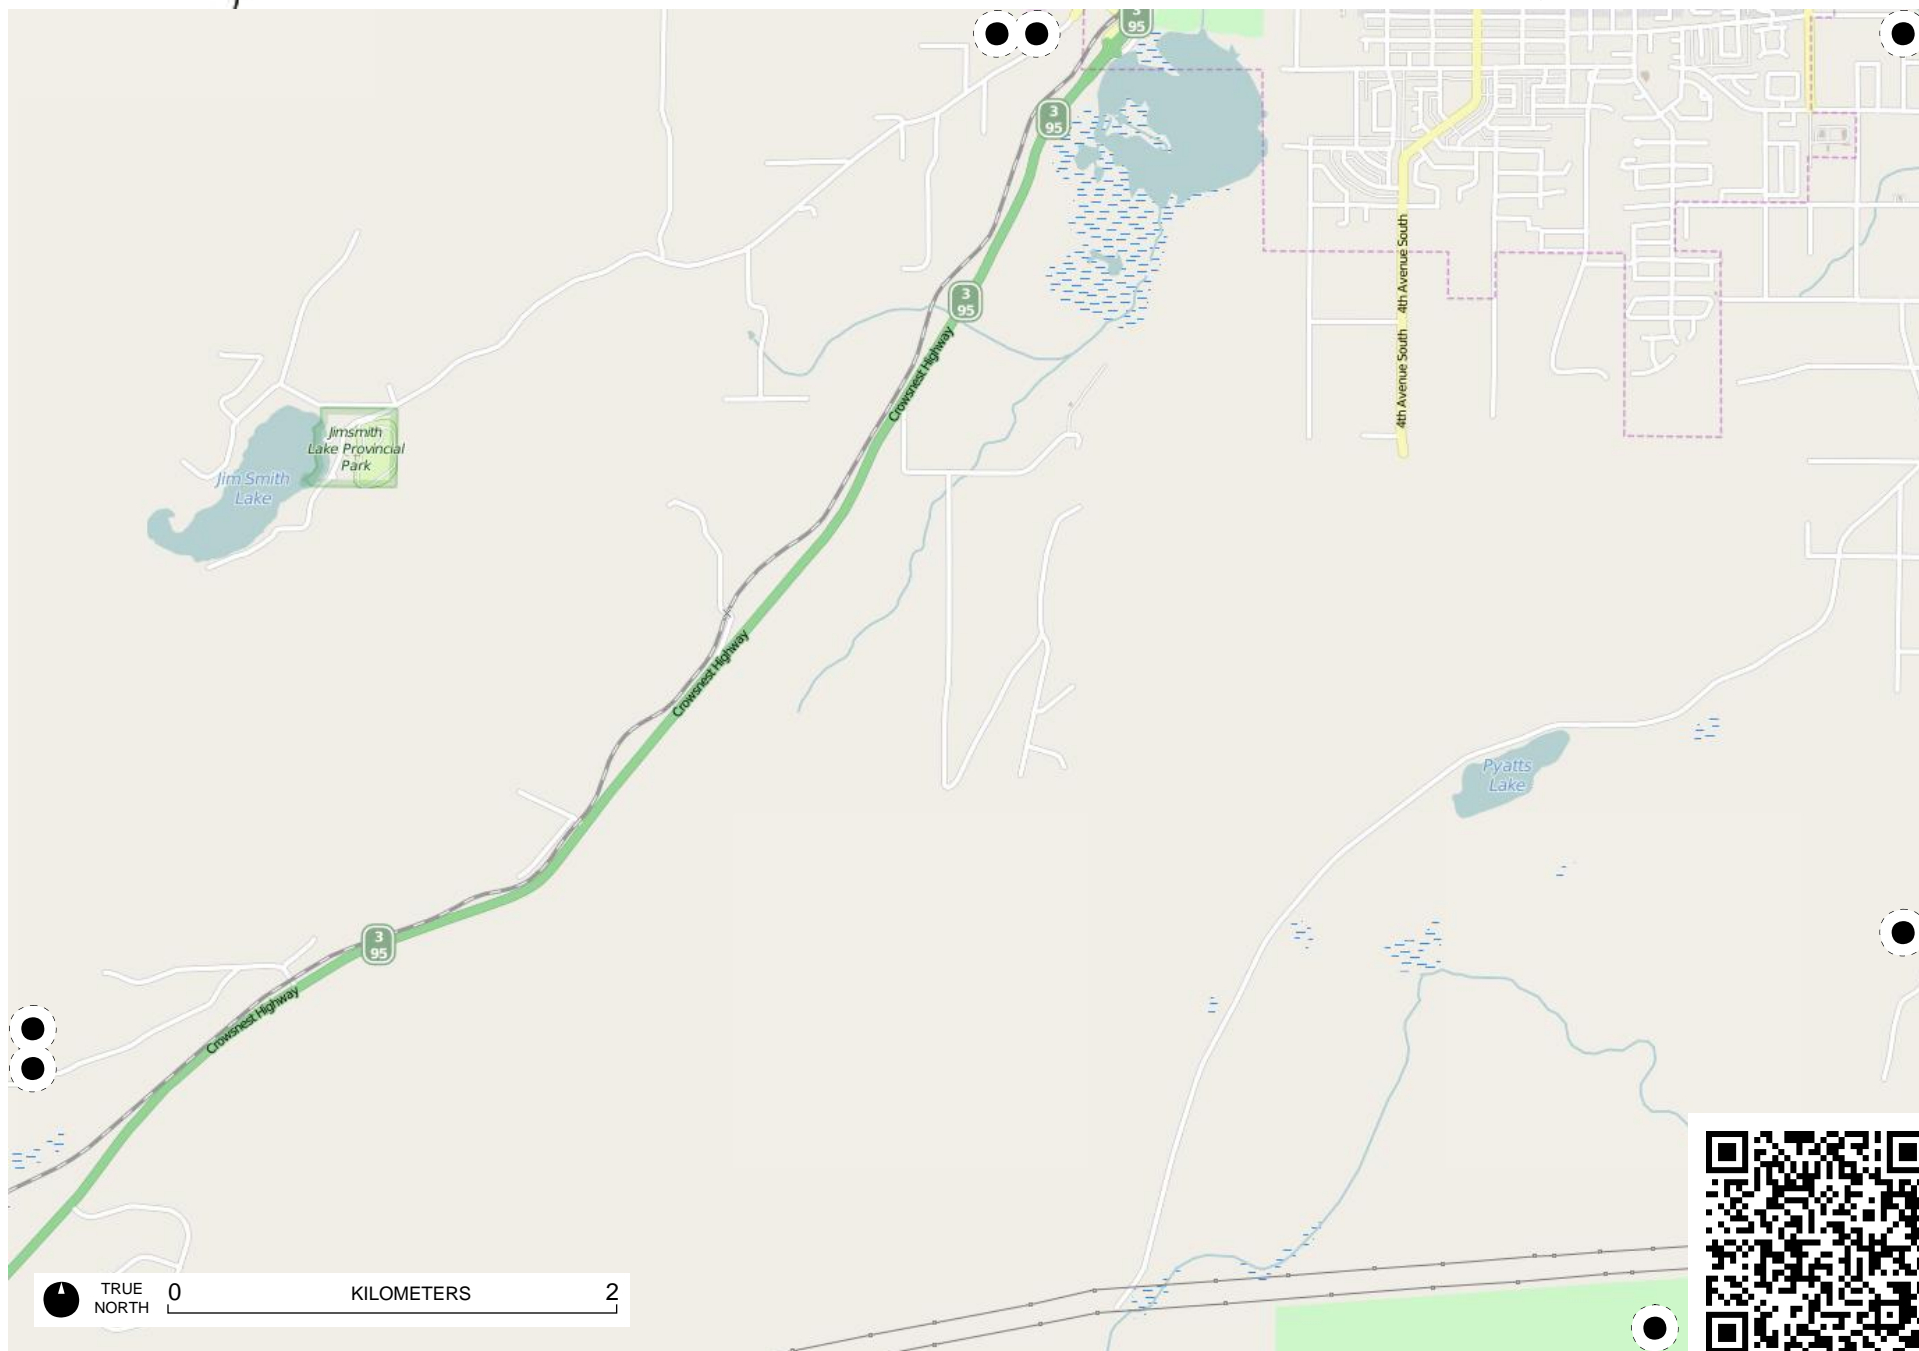 3
95
3
95
3
95
4th Avenue South
4th Avenue South
Crowsnest Highway
Jimsmith
Lake Provincial
Park
Jim Smith
Lake
Crowsnest Highway
Pyatts
Lake
3
95
Crowsnest Highway
TRUE
NORTH
0
KILOMETERS
2